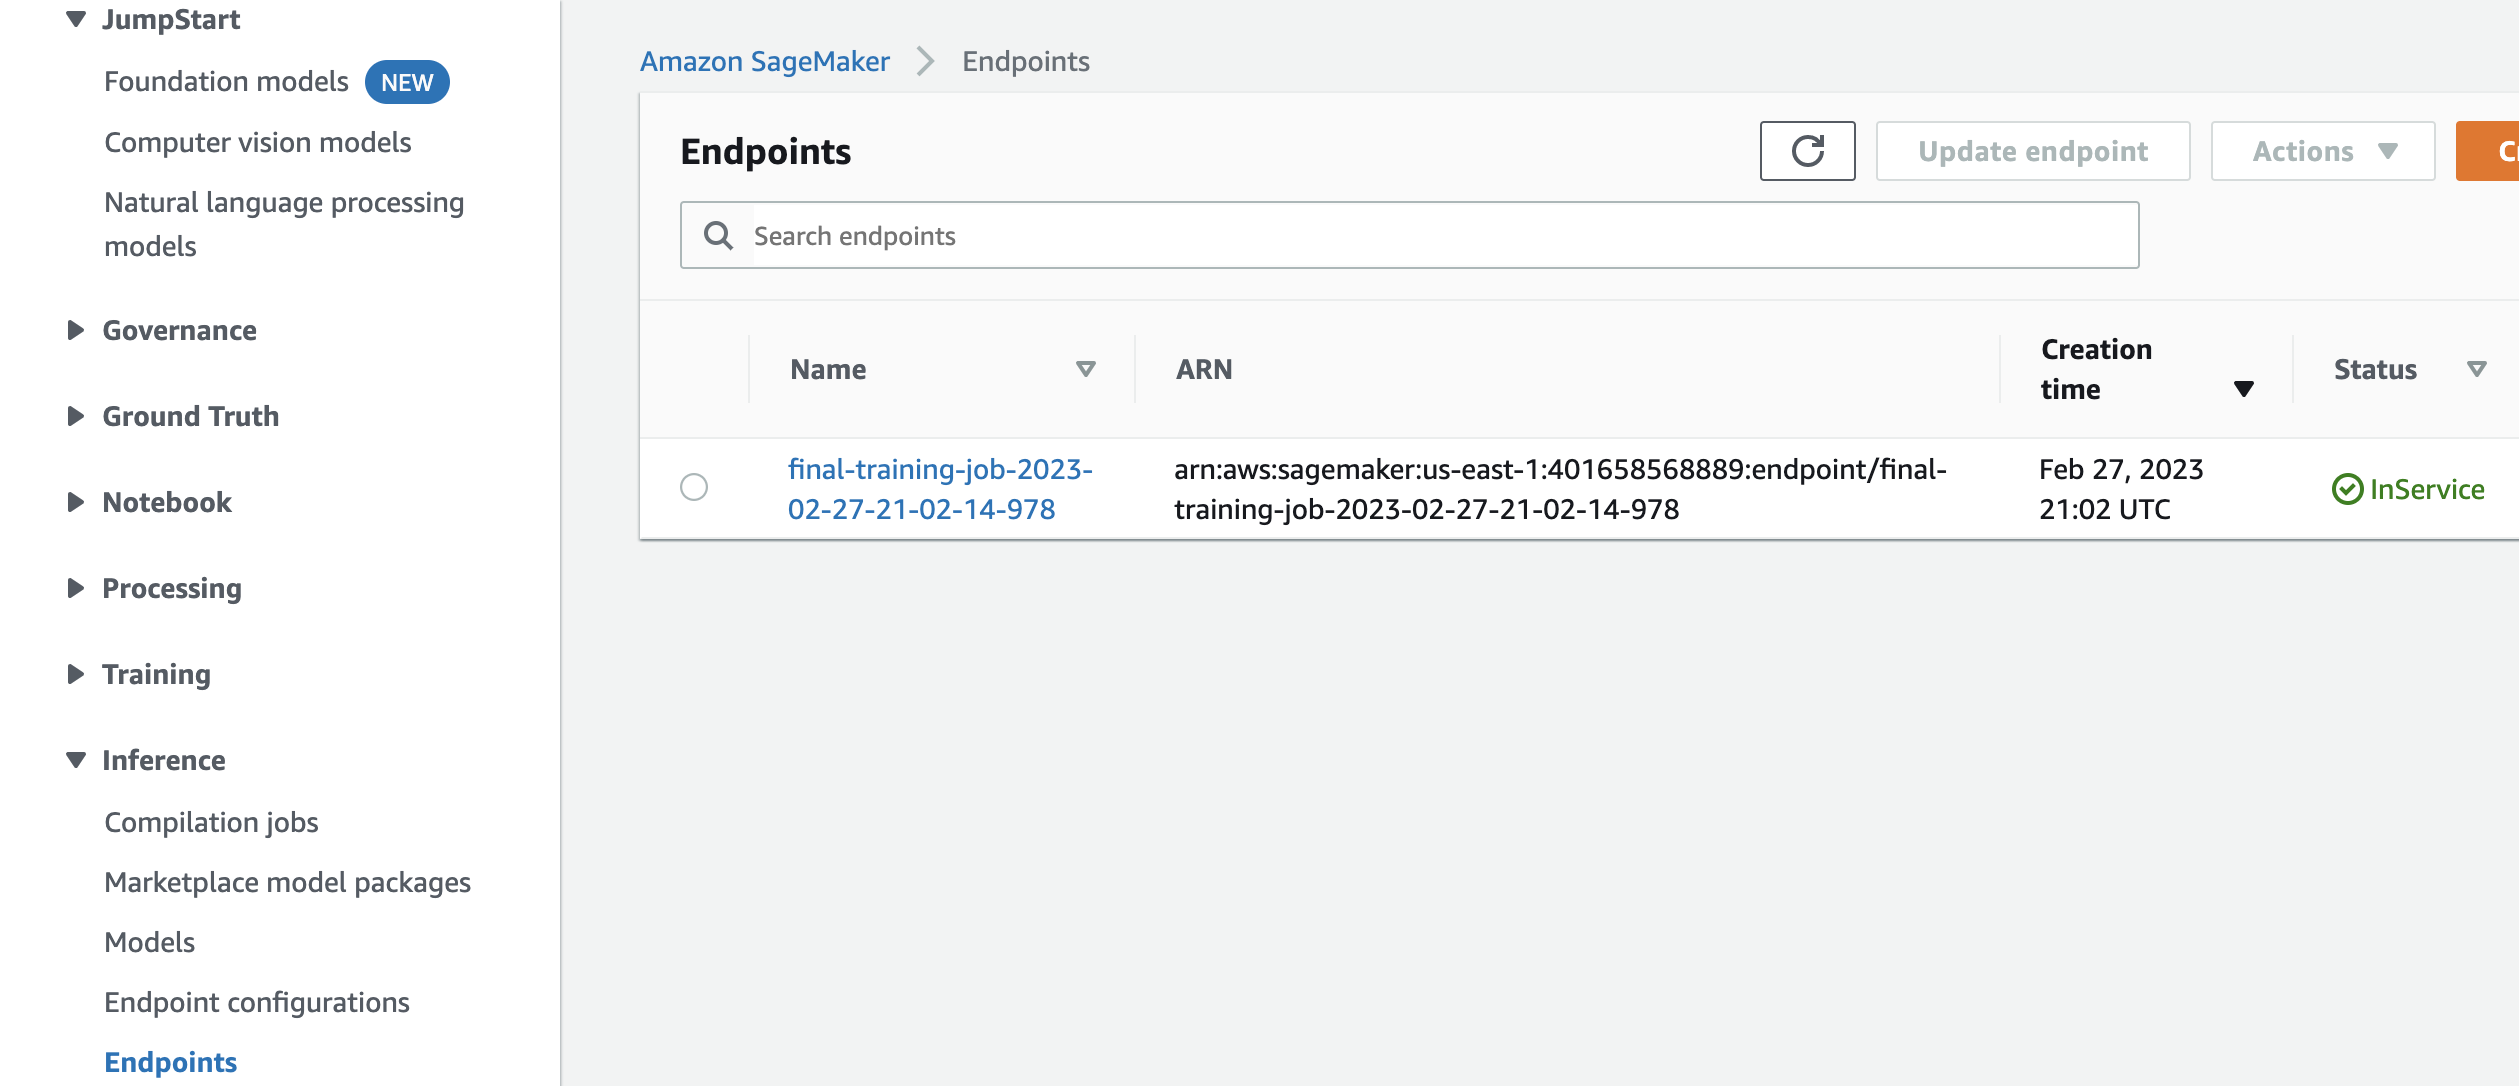 JumpStart
Foundation models NEW
Computer vision models
Natural language processing
models
Governance
Ground Truth
Notebook
Processing
Training
Inference
Compilation jobs
Marketplace model packages
Models
Endpoint configurations
Endpoints
Amazon SageMaker > Endpoints
Endpoints
Update endpoint
Actions
Search endpoints
Name
ARN
Creation
time
Status
final-training-job-2023-
02-27-21-02-14-978
arn:aws:sagemaker:us-east-1:401658568889:endpoint/final-
training-job-2023-02-27-21-02-14-978
Feb 27, 2023
21:02 UTC
InService